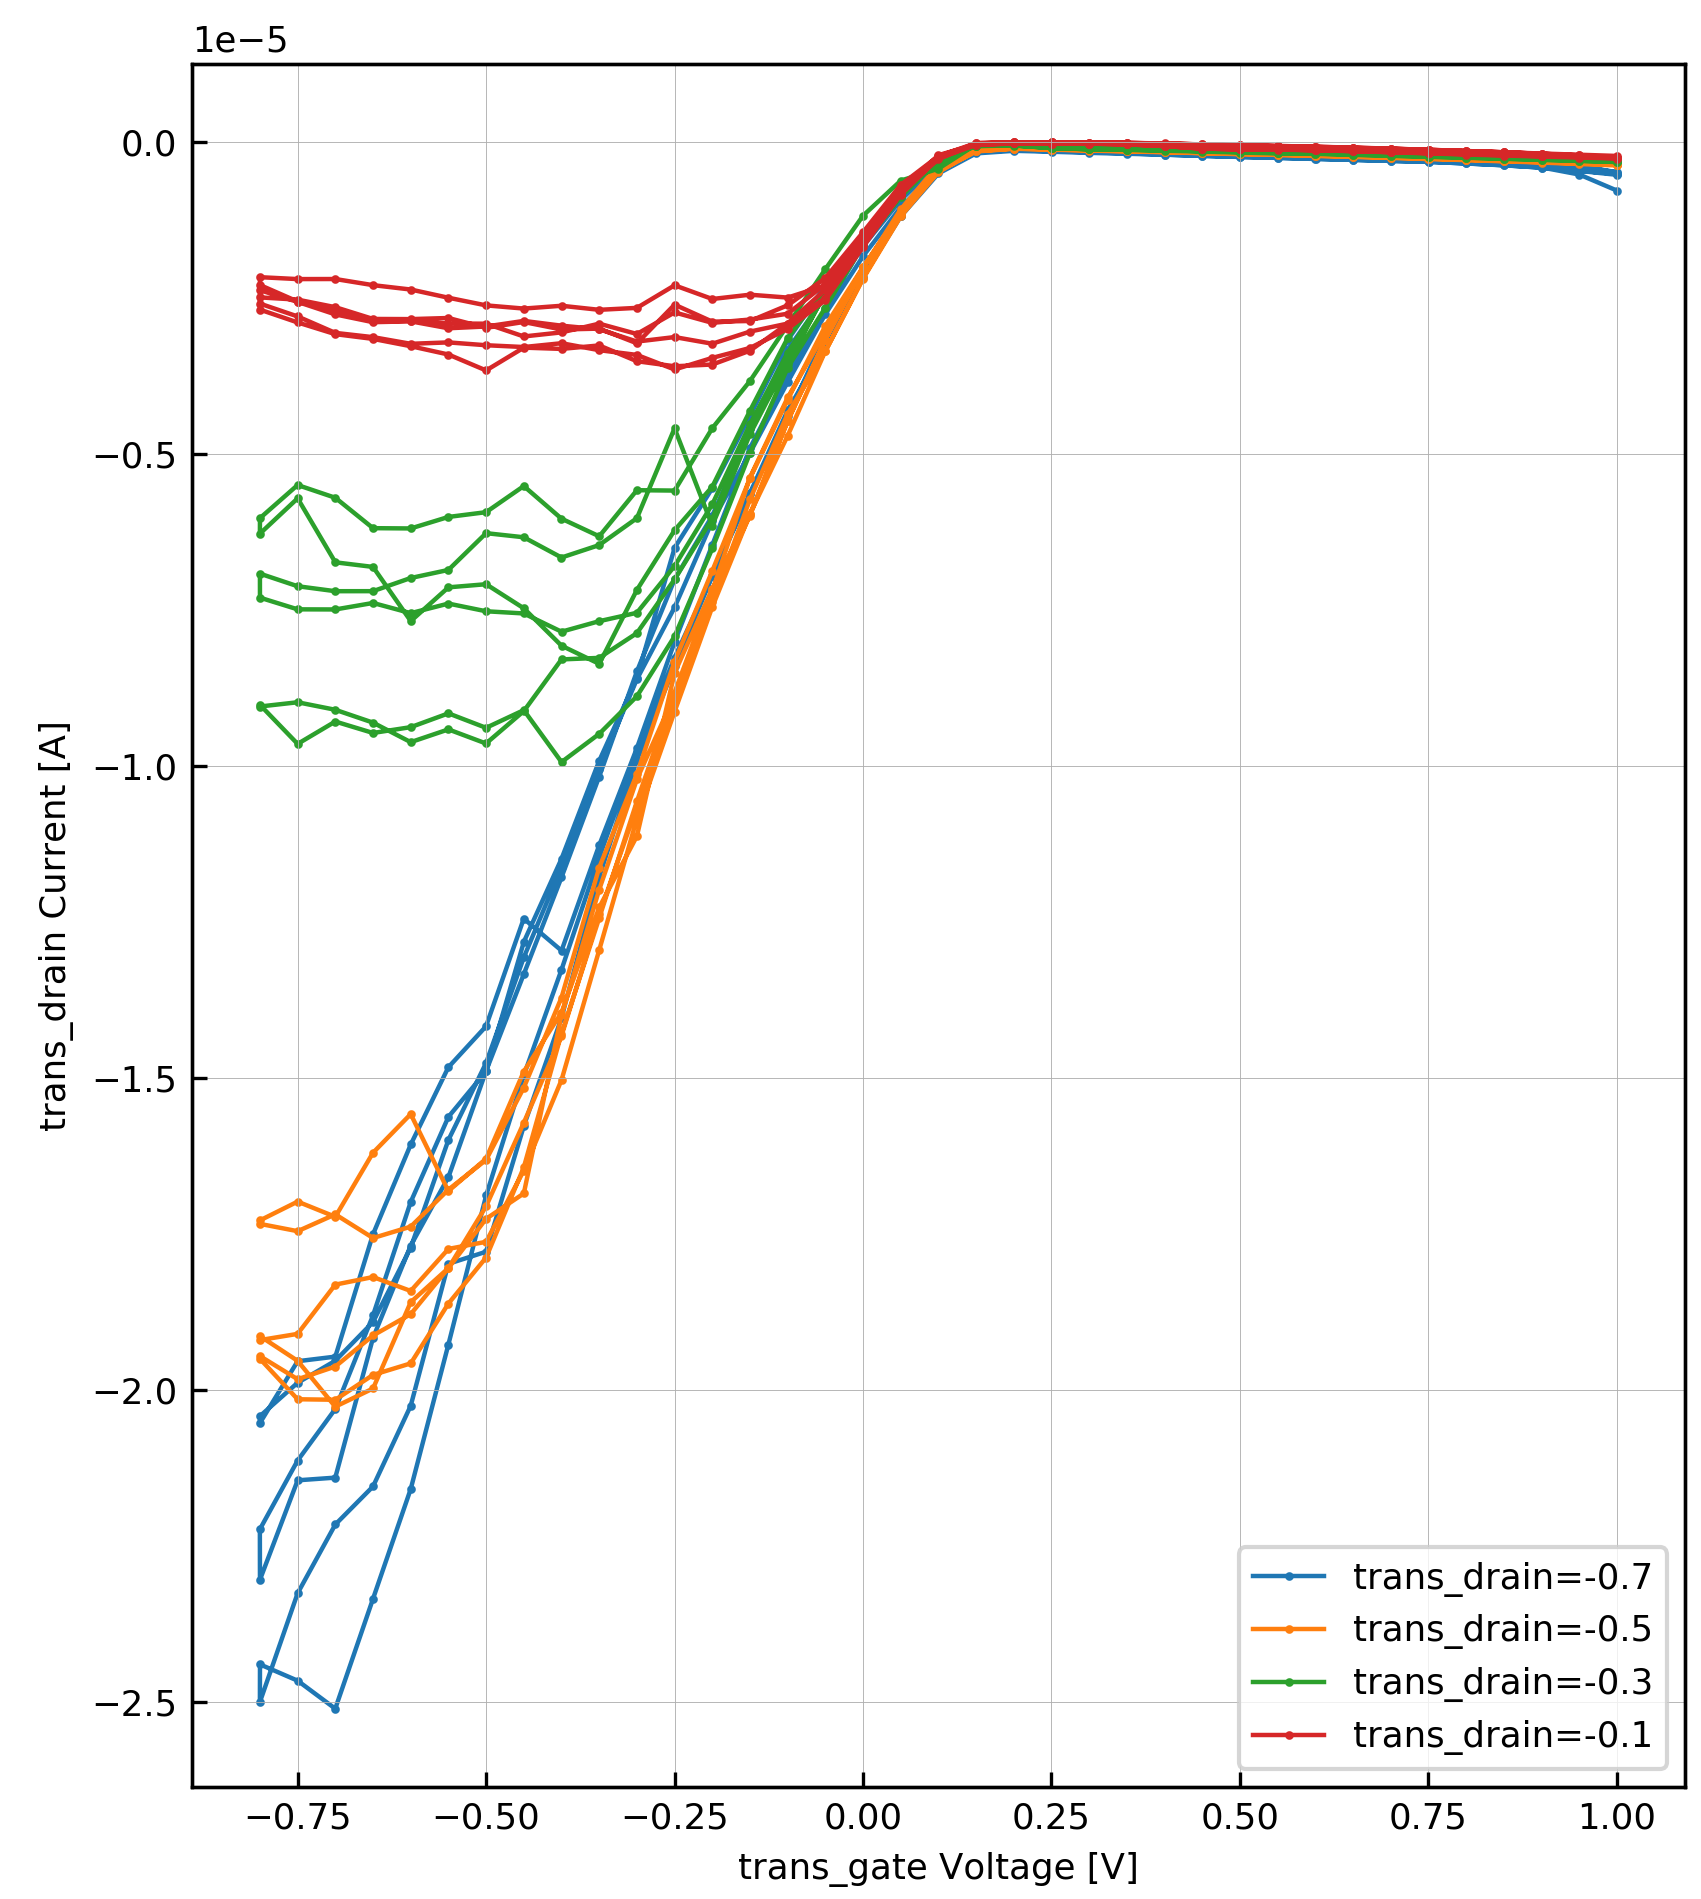 1e−5
0.0
−0.5
−1.0
−1.5
−2.0
−2.5
trans_drain Current [A]
−0.75 −0.50 −0.25 0.00 0.25 0.50 0.75 1.00
trans_gate Voltage [V]
trans_drain=-0.7
trans_drain=-0.5
trans_drain=-0.3
trans_drain=-0.1